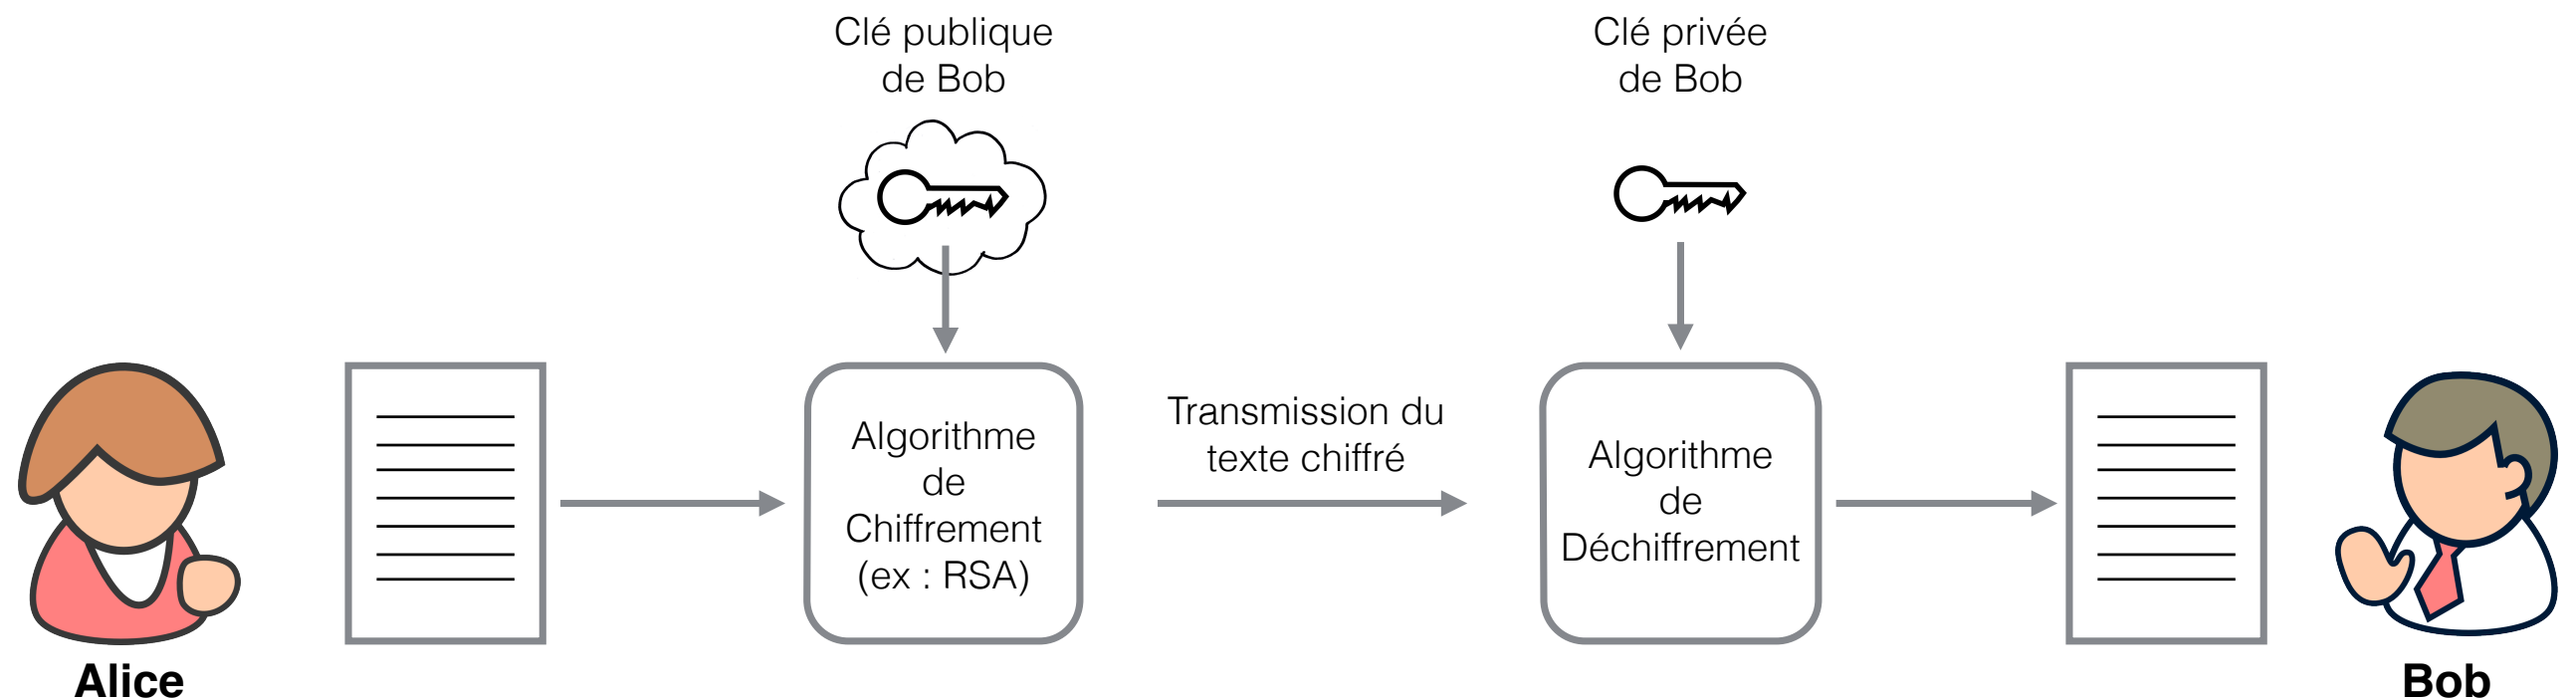 Clé publique
de Bob
Clé privée
de Bob
Algorithme
de
Chiffrement
(ex : RSA)
Transmission du
texte chiffré
Algorithme
de
Déchiffrement
Alice
Bob